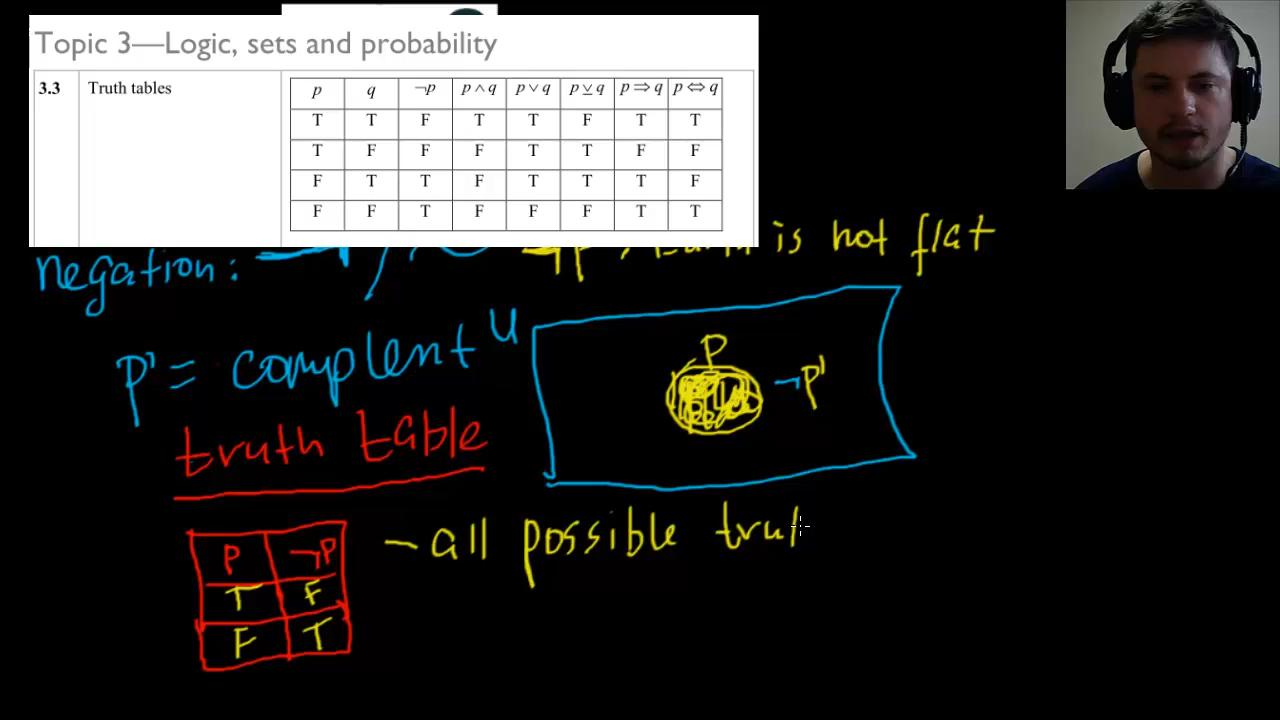 Topic 3—Logic, sets and probability
3.3 Truth tables
p q ¬p p ∧ q p ∨ q p ⊻ q p ⇒ q p ⇔ q
T T F T T F T T
T F F F T T F F
F T T F T T T F
F F T F F F T T
negation:
¬p : Earth is not flat
p' = complent
U
P
¬p'
truth table
P ¬P
T F
F T
- all possible trut